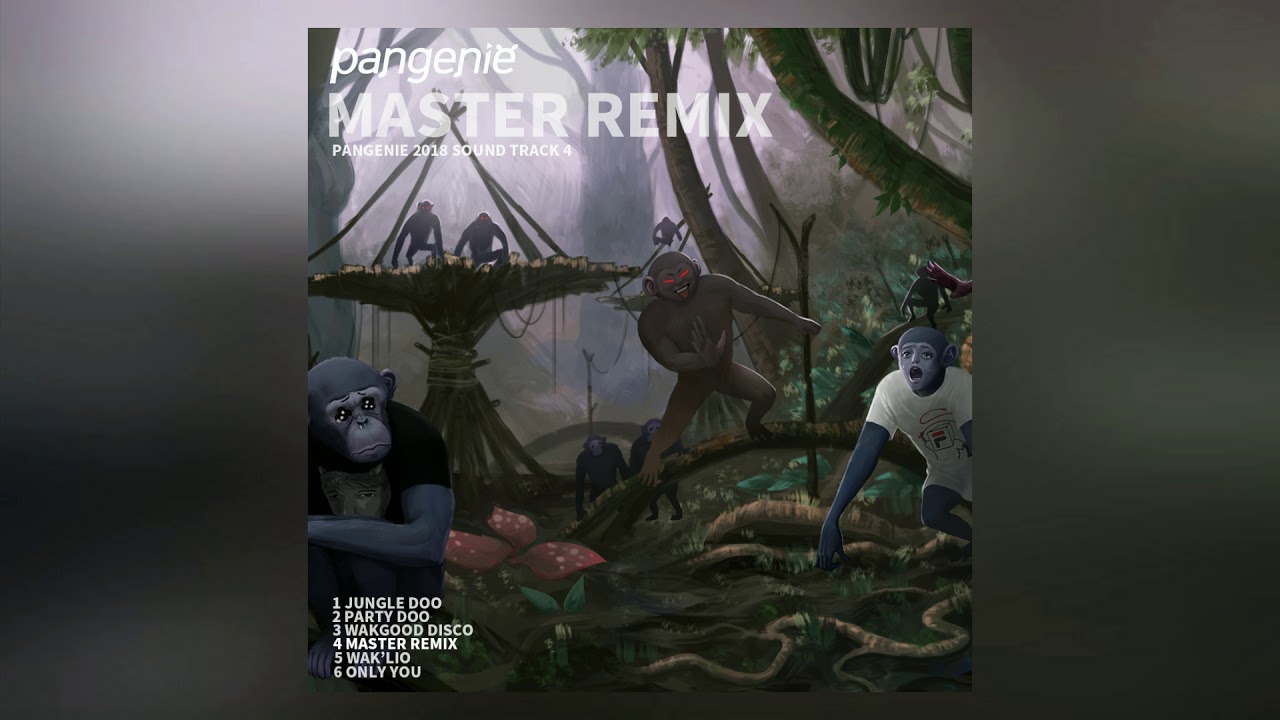 pangenie
MASTER REMIX
PANGENIE 2018 SOUND TRACK 4
1 JUNGLE DOO
2 PARTY DOO
3 WAKGOOD DISCO
4 MASTER REMIX
5 WAK'LIO
6 ONLY YOU